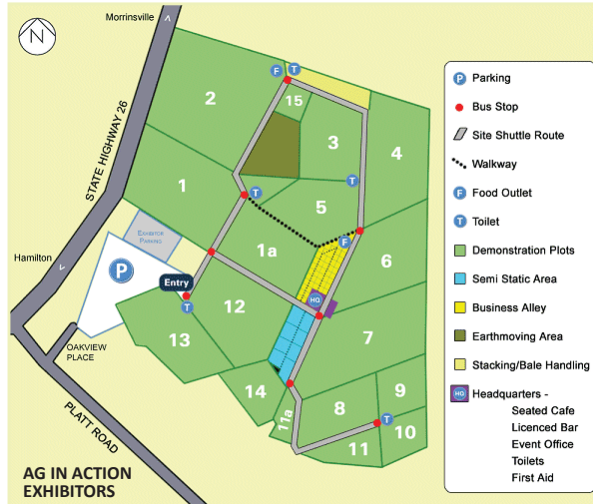 Morrinsville
N
STATE HIGHWAY 26
Hamilton
OAKVIEW
PLACE
PLATT ROAD
EXHIBITOR
PARKING
P
Entry
T
F T
T
T
F
HQ
T
2
15
3
4
1
5
1a
6
12
7
13
14
11a
8
9
10
11
AG IN ACTION
EXHIBITORS
P Parking
Bus Stop
Site Shuttle Route
Walkway
F Food Outlet
T Toilet
Demonstration Plots
Semi Static Area
Business Alley
Earthmoving Area
Stacking/Bale Handling
HQ Headquarters -
Seated Cafe
Licenced Bar
Event Office
Toilets
First Aid